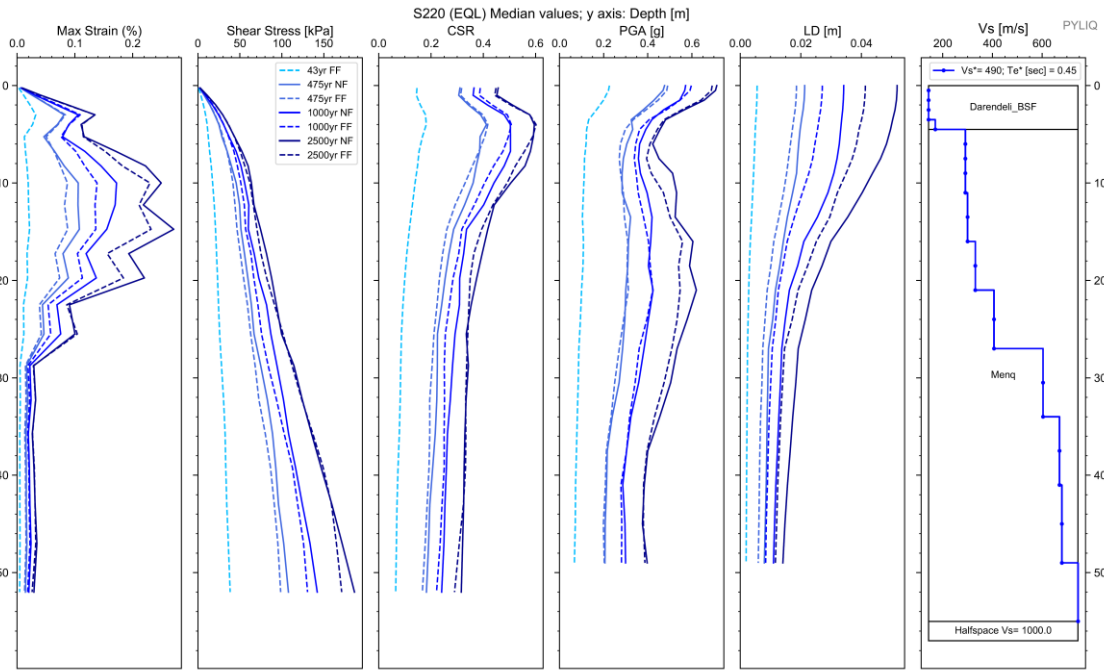 S220 (EQL) Median values; y axis: Depth [m]
Max Strain (%)
Shear Stress [kPa]
CSR
PGA [g]
LD [m]
Vs [m/s]
PYLIQ
0.0 0.1 0.2
0 50 100 150
0.0 0.2 0.4 0.6
0.0 0.2 0.4 0.6
0.00 0.02 0.04
200 400 600
43yr FF
475yr NF
475yr FF
1000yr NF
1000yr FF
2500yr NF
2500yr FF
Vs*= 490; Te* [sec] = 0.45
Darendeli_BSF
Menq
Halfspace Vs= 1000.0
0
10
20
30
40
50
0
10
20
30
40
50